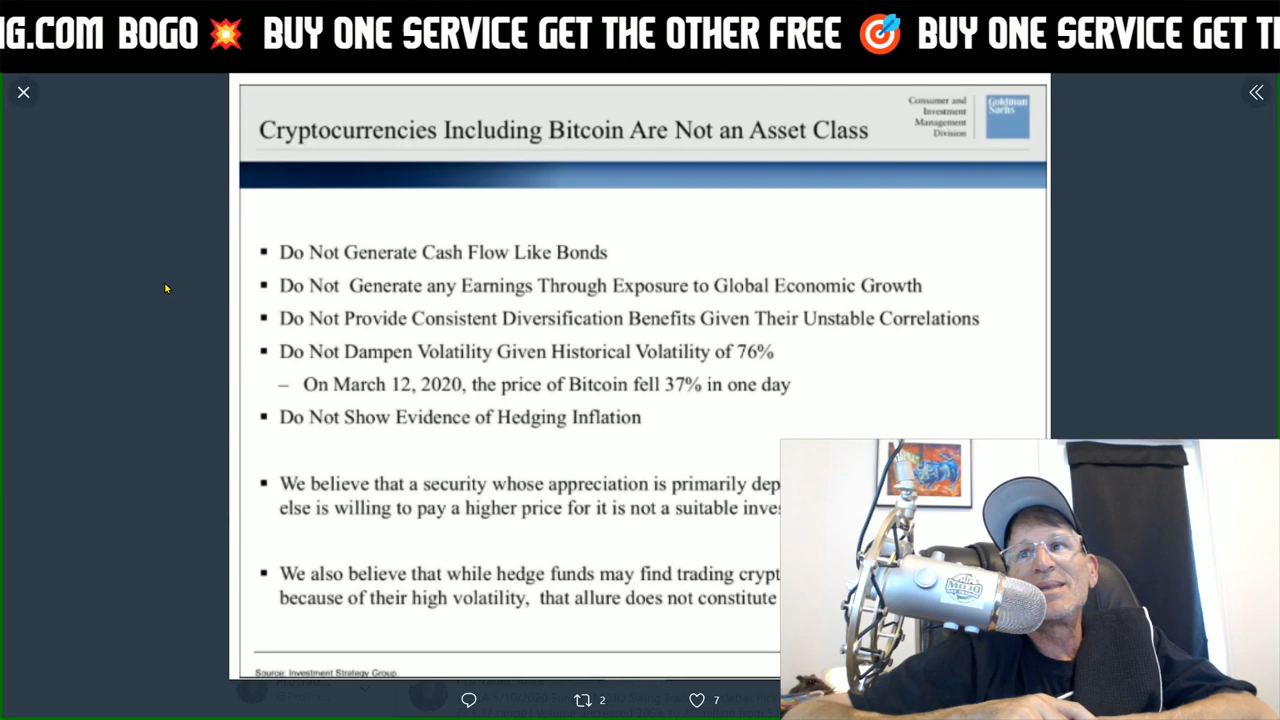 NG.COM BOGO 💥 BUY ONE SERVICE GET THE OTHER FREE 🎯 BUY ONE SERVICE GET
Consumer and
Investment
Management
Division
Goldman
Sachs
Cryptocurrencies Including Bitcoin Are Not an Asset Class
▪ Do Not Generate Cash Flow Like Bonds
▪ Do Not Generate any Earnings Through Exposure to Global Economic Growth
▪ Do Not Provide Consistent Diversification Benefits Given Their Unstable Correlations
▪ Do Not Dampen Volatility Given Historical Volatility of 76%
– On March 12, 2020, the price of Bitcoin fell 37% in one day
▪ Do Not Show Evidence of Hedging Inflation
▪ We believe that a security whose appreciation is primarily dep
else is willing to pay a higher price for it is not a suitable inve
▪ We also believe that while hedge funds may find trading crypt
because of their high volatility, that allure does not constitute
Source: Investment Strategy Group.
MOJO
2
7